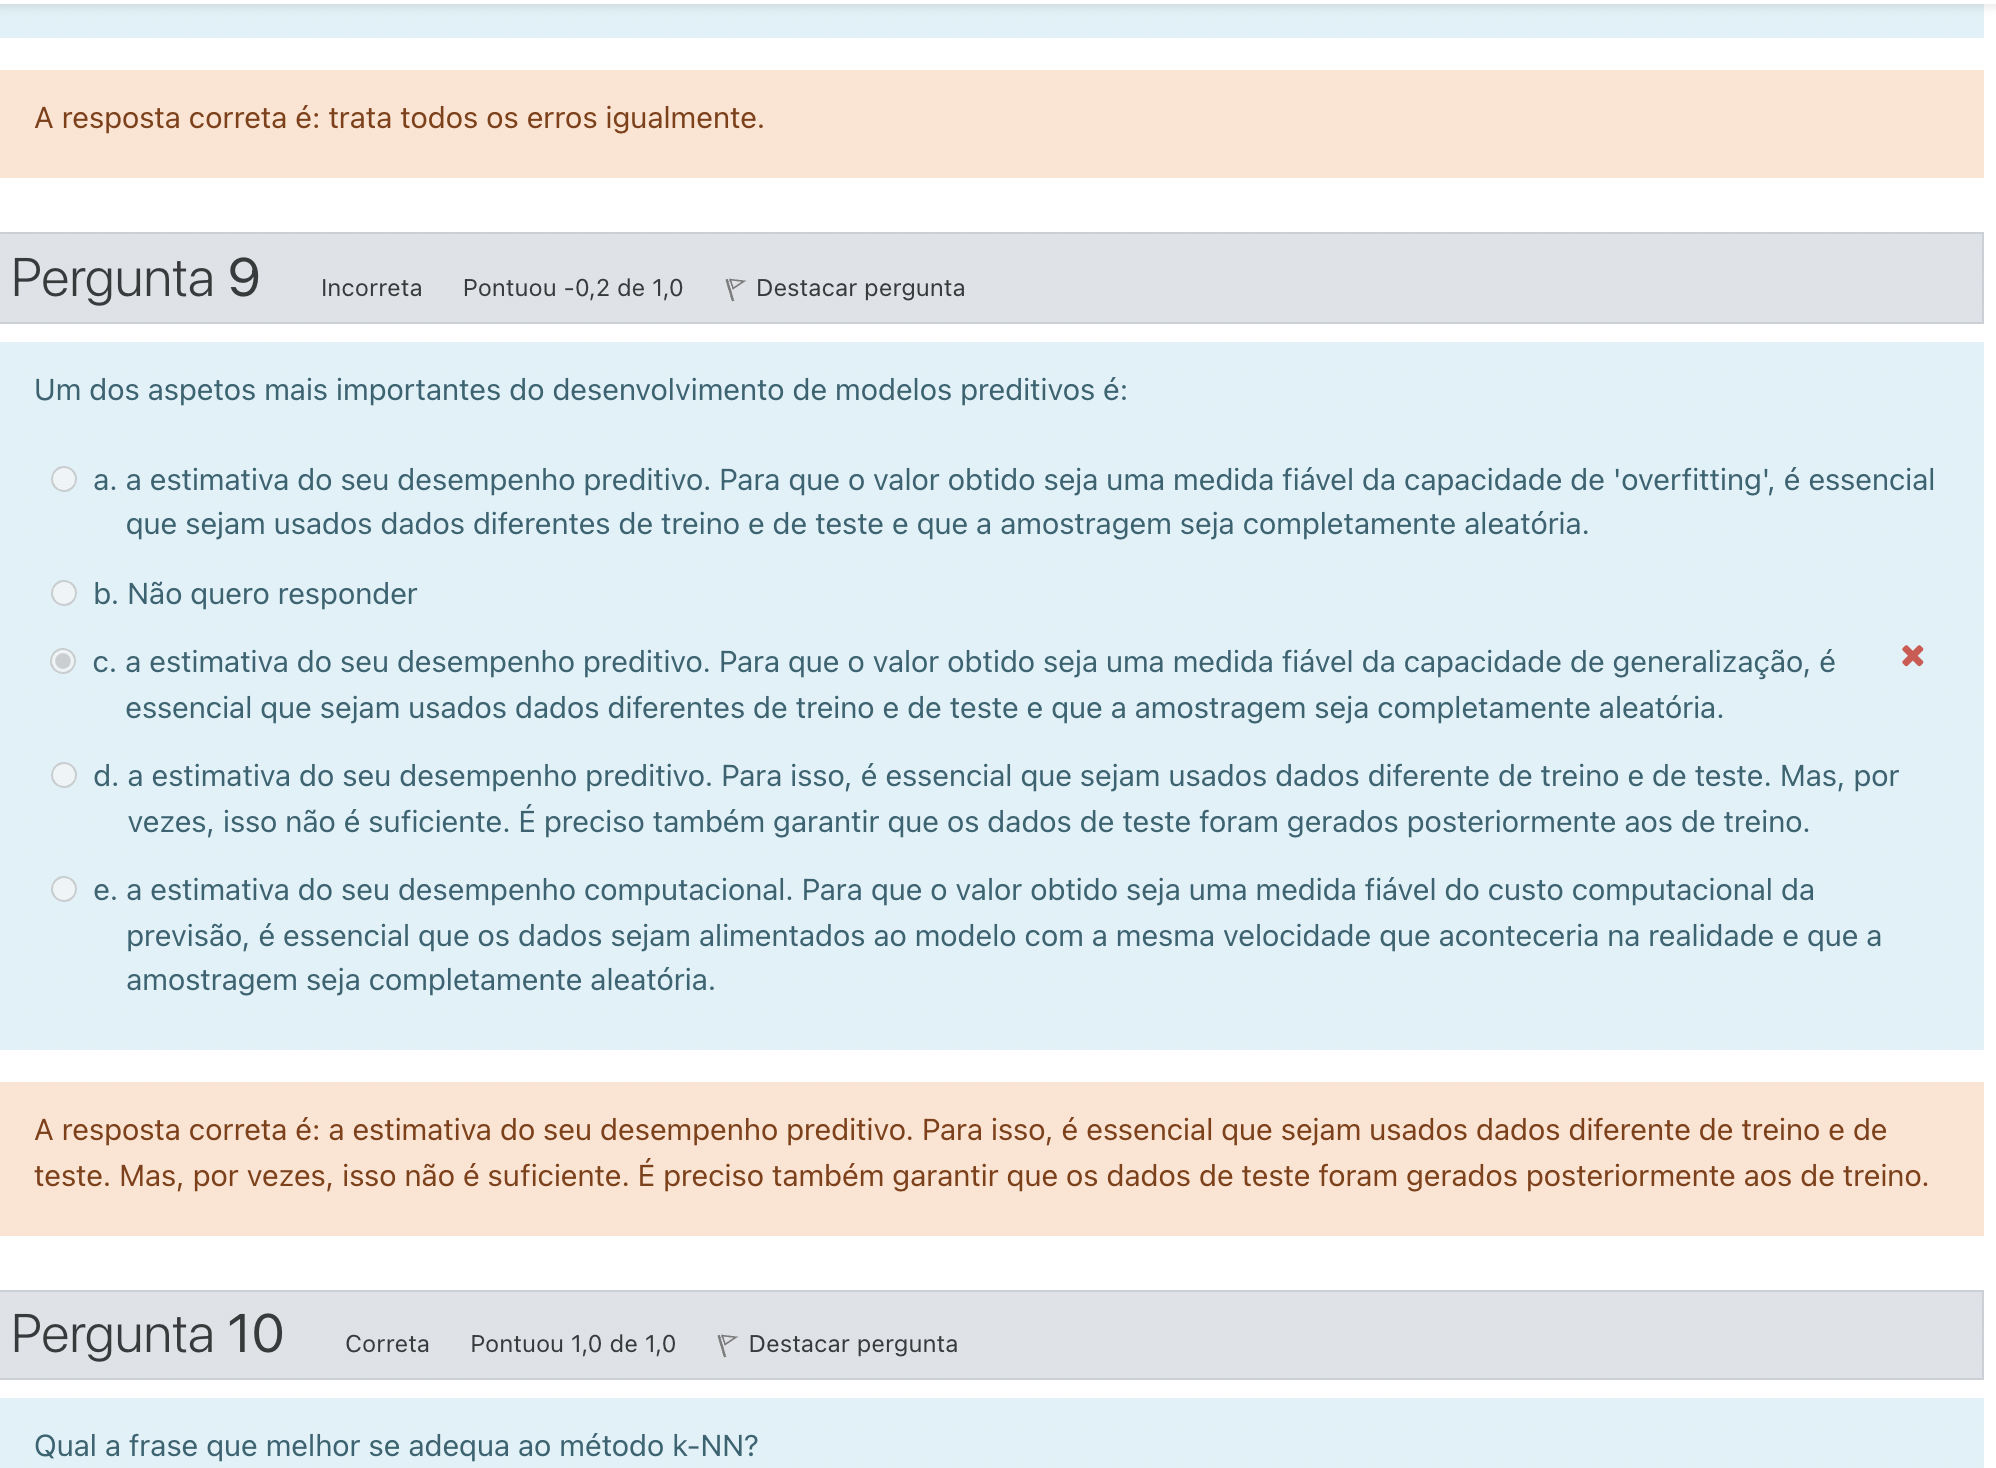 A resposta correta é: trata todos os erros igualmente.
Pergunta 9 Incorreta Pontuou -0,2 de 1,0 Destacar pergunta
Um dos aspetos mais importantes do desenvolvimento de modelos preditivos é:
a. a estimativa do seu desempenho preditivo. Para que o valor obtido seja uma medida fiável da capacidade de 'overfitting', é essencial
que sejam usados dados diferentes de treino e de teste e que a amostragem seja completamente aleatória.
b. Não quero responder
c. a estimativa do seu desempenho preditivo. Para que o valor obtido seja uma medida fiável da capacidade de generalização, é
essencial que sejam usados dados diferentes de treino e de teste e que a amostragem seja completamente aleatória.
d. a estimativa do seu desempenho preditivo. Para isso, é essencial que sejam usados dados diferente de treino e de teste. Mas, por
vezes, isso não é suficiente. É preciso também garantir que os dados de teste foram gerados posteriormente aos de treino.
e. a estimativa do seu desempenho computacional. Para que o valor obtido seja uma medida fiável do custo computacional da
previsão, é essencial que os dados sejam alimentados ao modelo com a mesma velocidade que aconteceria na realidade e que a
amostragem seja completamente aleatória.
A resposta correta é: a estimativa do seu desempenho preditivo. Para isso, é essencial que sejam usados dados diferente de treino e de
teste. Mas, por vezes, isso não é suficiente. É preciso também garantir que os dados de teste foram gerados posteriormente aos de treino.
Pergunta 10 Correta Pontuou 1,0 de 1,0 Destacar pergunta
Qual a frase que melhor se adequa ao método k-NN?